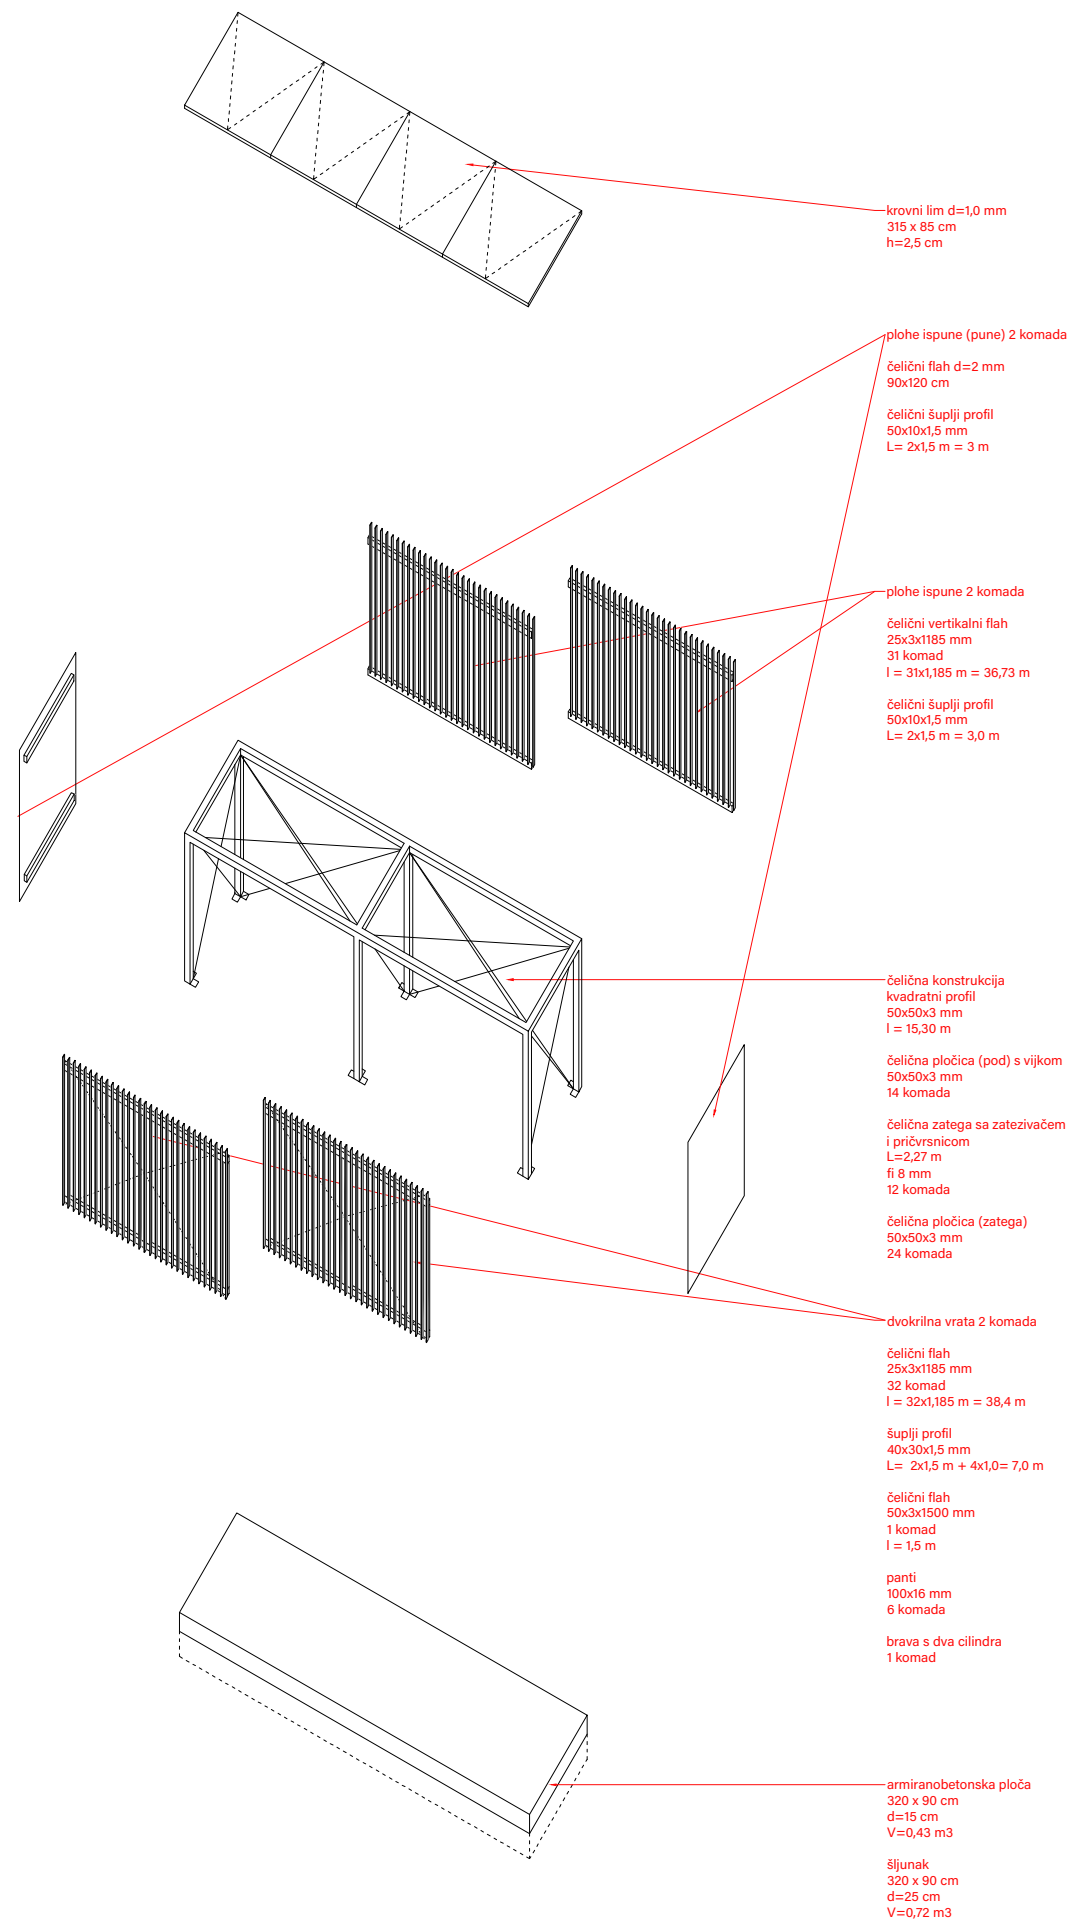 krovni lim d=1,0 mm
315 x 85 cm
h=2,5 cm
plohe ispune (pune) 2 komada
čelični flah d=2 mm
90x120 cm
čelični šuplji profil
50x10x1,5 mm
L= 2x1,5 m = 3 m
plohe ispune 2 komada
čelični vertikalni flah
25x3x1185 mm
31 komad
l = 31x1,185 m = 36,73 m
čelični šuplji profil
50x10x1,5 mm
L= 2x1,5 m = 3,0 m
čelična konstrukcija
kvadratni profil
50x50x3 mm
l = 15,30 m
čelična pločica (pod) s vijkom
50x50x3 mm
14 komada
čelična zatega sa zatezivačem
i pričvrsnicom
L=2,27 m
fi 8 mm
12 komada
čelična pločica (zatega)
50x50x3 mm
24 komada
dvokrilna vrata 2 komada
čelični flah
25x3x1185 mm
32 komad
l = 32x1,185 m = 38,4 m
šuplji profil
40x30x1,5 mm
L=  2x1,5 m + 4x1,0= 7,0 m
čelični flah
50x3x1500 mm
1 komad
l = 1,5 m
panti
100x16 mm
6 komada
brava s dva cilindra
1 komad
armiranobetonska ploča
320 x 90 cm
d=15 cm
V=0,43 m3
šljunak
320 x 90 cm
d=25 cm
V=0,72 m3